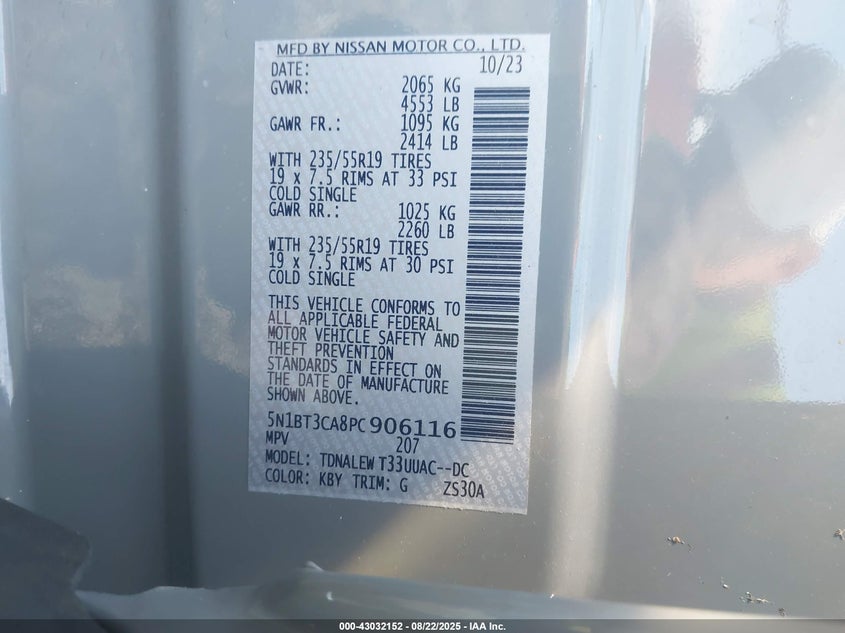 MFD BY NISSAN MOTOR CO., LTD.
DATE: 10/23
GVWR: 2065 KG
4553 LB
GAWR FR.: 1095 KG
2414 LB
WITH 235/55R19 TIRES
19 x 7.5 RIMS AT 33 PSI
COLD SINGLE
GAWR RR.: 1025 KG
2260 LB
WITH 235/55R19 TIRES
19 x 7.5 RIMS AT 30 PSI
COLD SINGLE
THIS VEHICLE CONFORMS TO
ALL APPLICABLE FEDERAL
MOTOR VEHICLE SAFETY AND
THEFT PREVENTION
STANDARDS IN EFFECT ON
THE DATE OF MANUFACTURE
SHOWN ABOVE.
5N1BT3CA8PC906116
MPV 207
MODEL: TDNALEW T33UUAC--DC
COLOR: KBY TRIM: G ZS30A
000-43032152 - 08/22/2025 - IAA Inc.